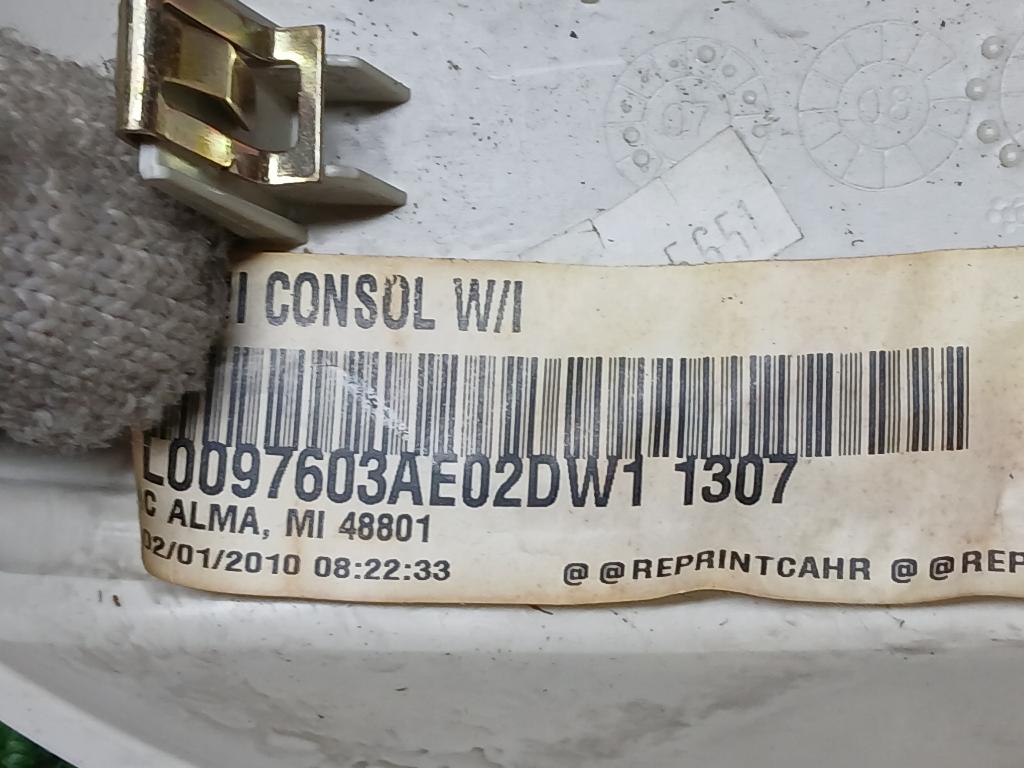 07
08
5651
I CONSOL W/I
L0097603AE02DW1 1307
C ALMA, MI 48801
02/01/2010 08:22:33
@ @REPRINTCAHR @ @REP